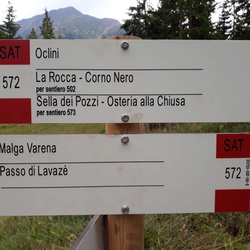 SAT Oclini
572 La Rocca - Corno Nero
per sentiero 502
Sella dei Pozzi - Osteria alla Chiusa
per sentiero 573
Malga Varena SAT
Passo di Lavazè 572